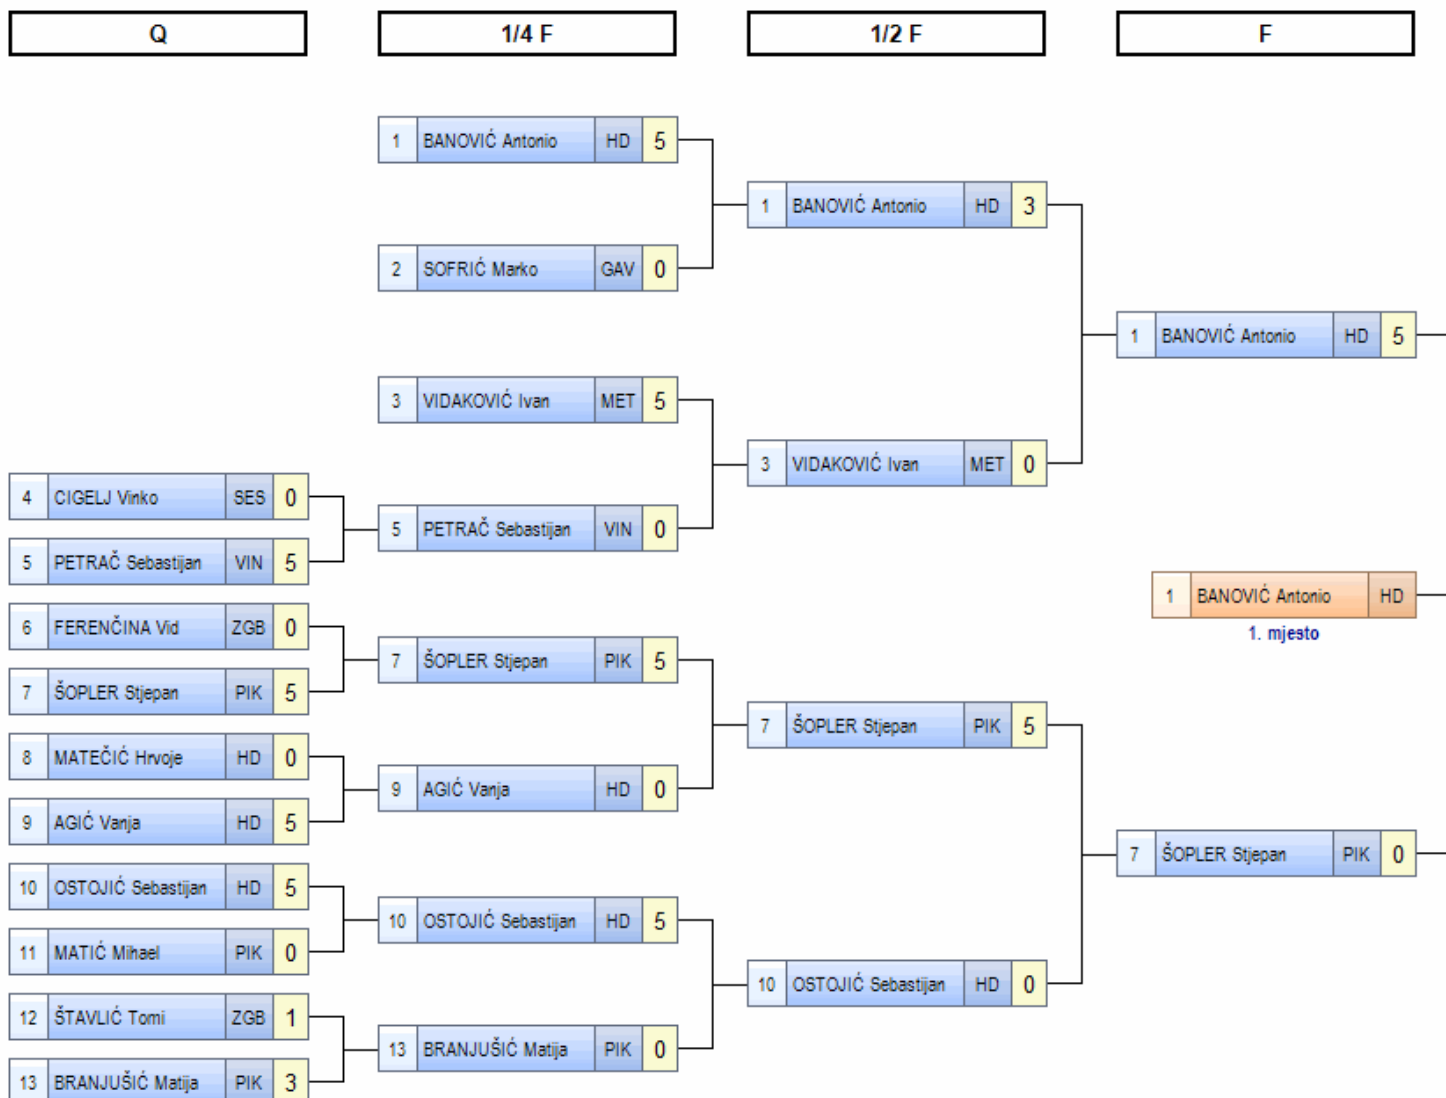 Q 1/4 F 1/2 F F
1 BANOVIĆ Antonio HD 5
1 BANOVIĆ Antonio HD 3
2 SOFRIĆ Marko GAV 0
1 BANOVIĆ Antonio HD 5
3 VIDAKOVIĆ Ivan MET 5
3 VIDAKOVIĆ Ivan MET 0
4 CIGELJ Vinko SES 0
5 PETRAČ Sebastijan VIN 0
5 PETRAČ Sebastijan VIN 5
1 BANOVIĆ Antonio HD
6 FERENČINA Vid ZGB 0
1. mjesto
7 ŠOPLER Stjepan PIK 5
7 ŠOPLER Stjepan PIK 5
7 ŠOPLER Stjepan PIK 5
8 MATEČIĆ Hrvoje HD 0
9 AGIĆ Vanja HD 0
9 AGIĆ Vanja HD 5
7 ŠOPLER Stjepan PIK 0
10 OSTOJIĆ Sebastijan HD 5
10 OSTOJIĆ Sebastijan HD 5
11 MATIĆ Mihael PIK 0
10 OSTOJIĆ Sebastijan HD 0
12 ŠTAVLIĆ Tomi ZGB 1
13 BRANJUŠIĆ Matija PIK 0
13 BRANJUŠIĆ Matija PIK 3